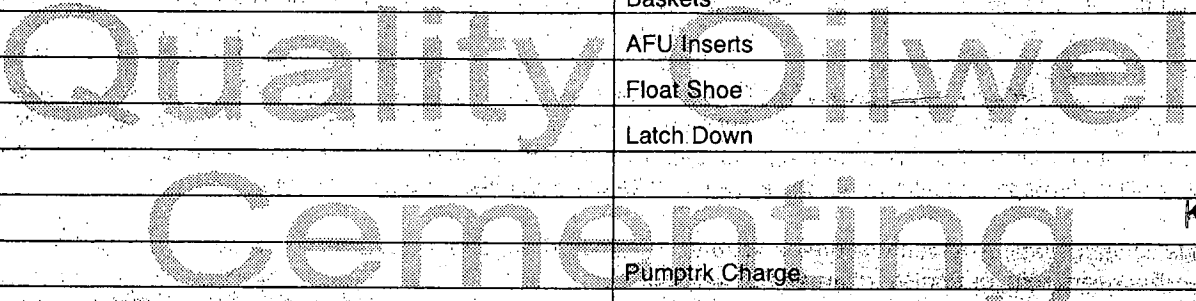 Baskets
Quality Oilwel
AFU Inserts
Float Shoe
Latch Down
Cementing
Pumptrk Charge